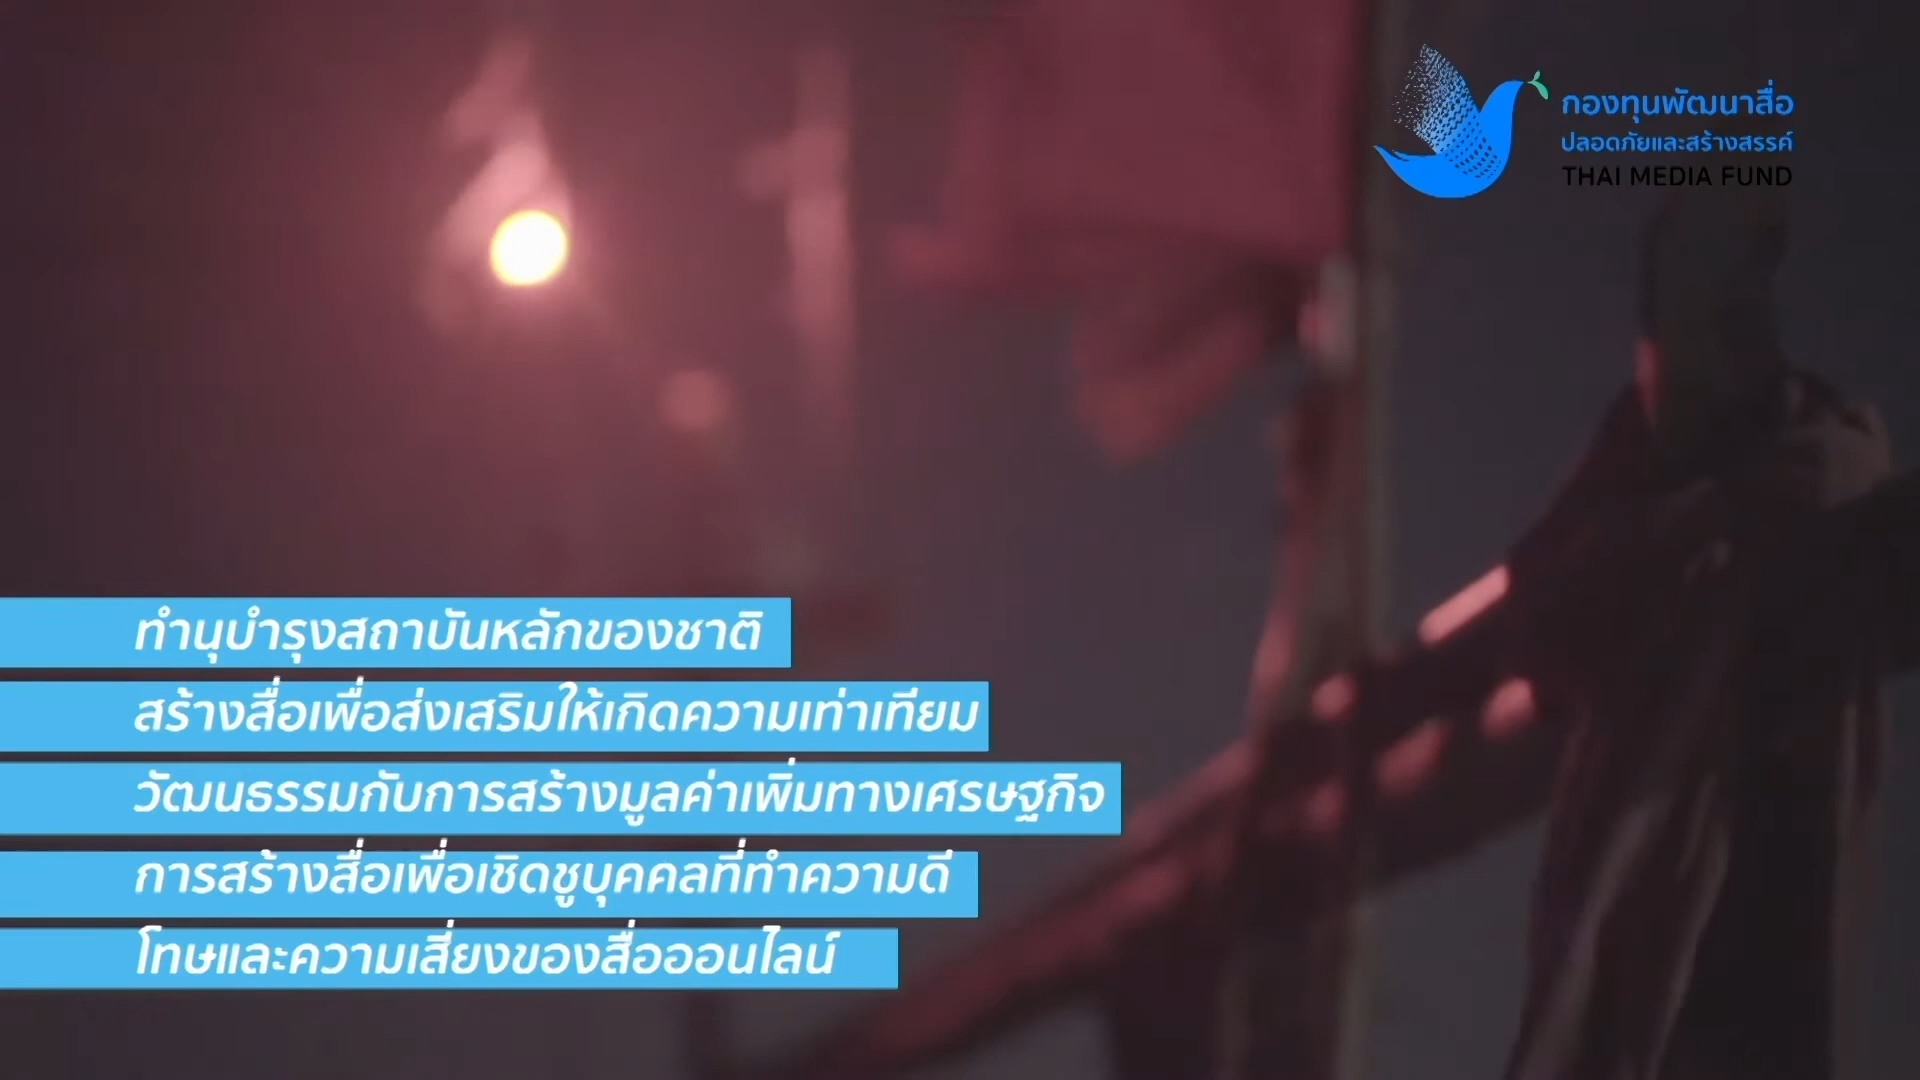 กองทุนพัฒนาสื่อ
ปลอดภัยและสร้างสรรค์
THAI MEDIA FUND
ทำนุบำรุงสถาบันหลักของชาติ
สร้างสื่อเพื่อส่งเสริมให้เกิดความเท่าเทียม
วัฒนธรรมกับการสร้างมูลค่าเพิ่มทางเศรษฐกิจ
การสร้างสื่อเพื่อเชิดชูบุคคลที่ทำความดี
โทษและความเสี่ยงของสื่อออนไลน์